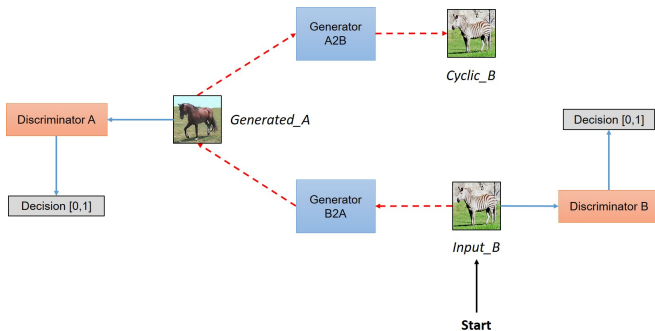 Generator
A2B
Cyclic_B
Discriminator A
Generated_A
Decision [0,1]
Decision [0,1]
Generator
B2A
Discriminator B
Input_B
Start